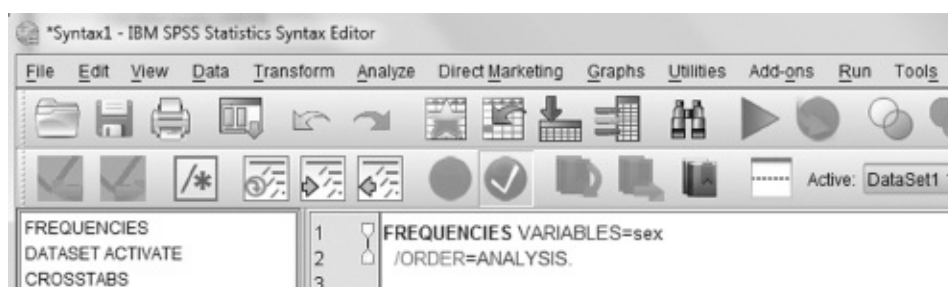 *Syntax1 - IBM SPSS Statistics Syntax Editor
File Edit View Data Transform Analyze Direct Marketing Graphs Utilities Add-ons Run Tools
/*
Active: DataSet1
FREQUENCIES
DATASET ACTIVATE
CROSSTABS
1 FREQUENCIES VARIABLES=sex
2 /ORDER=ANALYSIS.
3